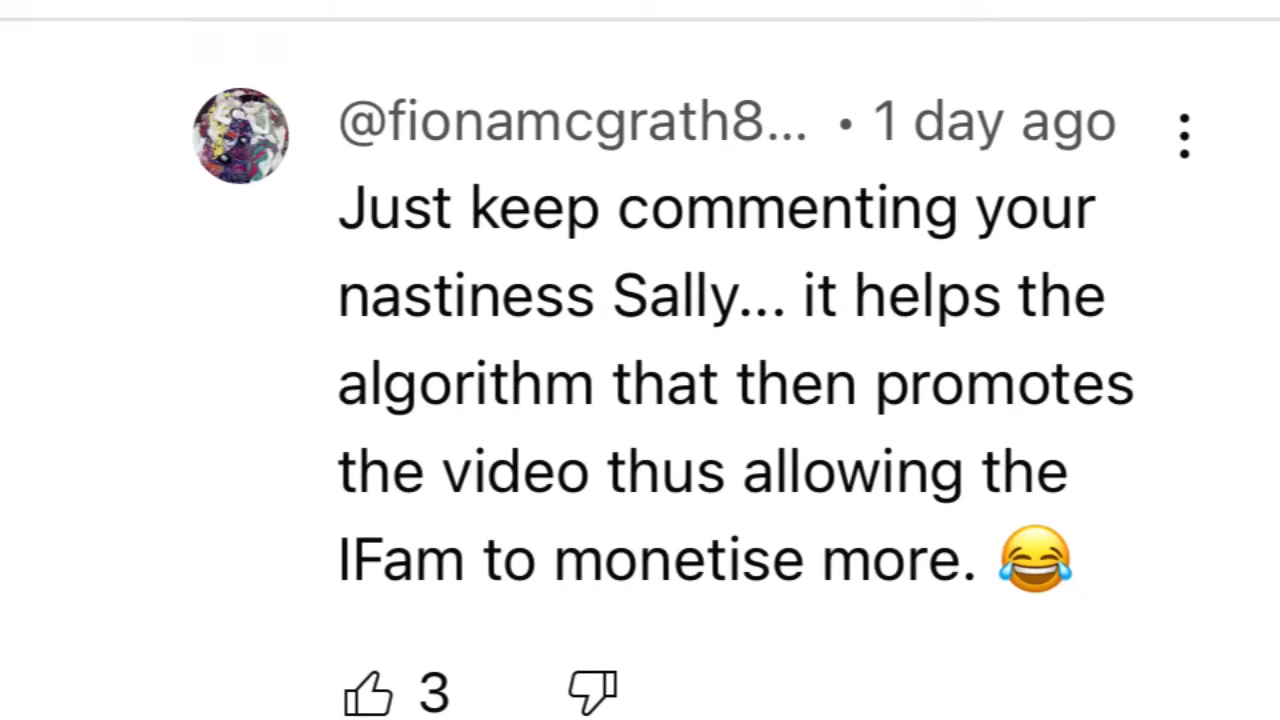 @fionamcgrath8... • 1 day ago
Just keep commenting your
nastiness Sally... it helps the
algorithm that then promotes
the video thus allowing the
IFam to monetise more. 😂
3